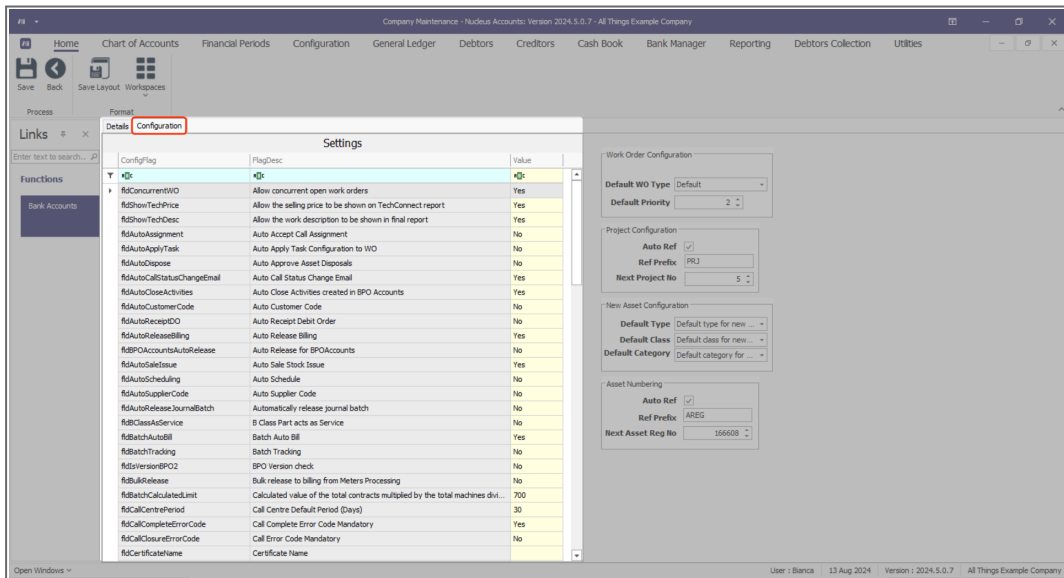 Company Maintenance - Nucleus Accounts: Version 2024.5.0.7 - All Things Example Company
Home Chart of Accounts Financial Periods Configuration General Ledger Debtors Creditors Cash Book Bank Manager Reporting Debtors Collection Utilities
Save Back Save Layout Workspaces
Process Format
Links
Enter text to search...
Functions
Bank Accounts
Details Configuration
Settings
ConfigFlag FlagDesc Value
fldConcurrentWO Allow concurrent open work orders Yes
fldShowTechPrice Allow the selling price to be shown on TechConnect report Yes
fldShowTechDesc Allow the work description to be shown in final report Yes
fldAutoAssignment Auto Accept Call Assignment No
fldAutoApplyTask Auto Apply Task Configuration to WO No
fldAutoDispose Auto Approve Asset Disposals No
fldAutoCallStatusChangeEmail Auto Call Status Change Email Yes
fldAutoCloseActivities Auto Close Activities created in BPO Accounts Yes
fldAutoCustomerCode Auto Customer Code No
fldAutoReceiptDO Auto Receipt Debit Order No
fldAutoReleaseBilling Auto Release Billing Yes
fldBPOAccountsAutoRelease Auto Release for BPOAccounts No
fldAutoSaleIssue Auto Sale Stock Issue Yes
fldAutoScheduling Auto Schedule No
fldAutoSupplierCode Auto Supplier Code No
fldAutoReleaseJournalBatch Automatically release journal batch No
fldBClassAsService B Class Part acts as Service No
fldBatchAutoBill Batch Auto Bill Yes
fldBatchTracking Batch Tracking No
fldIsVersionBPO2 BPO Version check No
fldBulkRelease Bulk release to billing from Meters Processing No
fldBatchCalculatedLimit Calculated value of the total contracts multiplied by the total machines divi... 700
fldCallCentrePeriod Call Centre Default Period (Days) 30
fldCallCompleteErrorCode Call Complete Error Code Mandatory Yes
fldCallClosureErrorCode Call Error Code Mandatory No
fldCertificateName Certificate Name
Work Order Configuration
Default WO Type Default
Default Priority 2
Project Configuration
Auto Ref
Ref Prefix PRJ
Next Project No 5
New Asset Configuration
Default Type Default type for new ...
Default Class Default class for new...
Default Category Default category for ...
Asset Numbering
Auto Ref
Ref Prefix AREG
Next Asset Reg No 166608
Open Windows User : Bianca 13 Aug 2024 Version : 2024.5.0.7 All Things Example Company